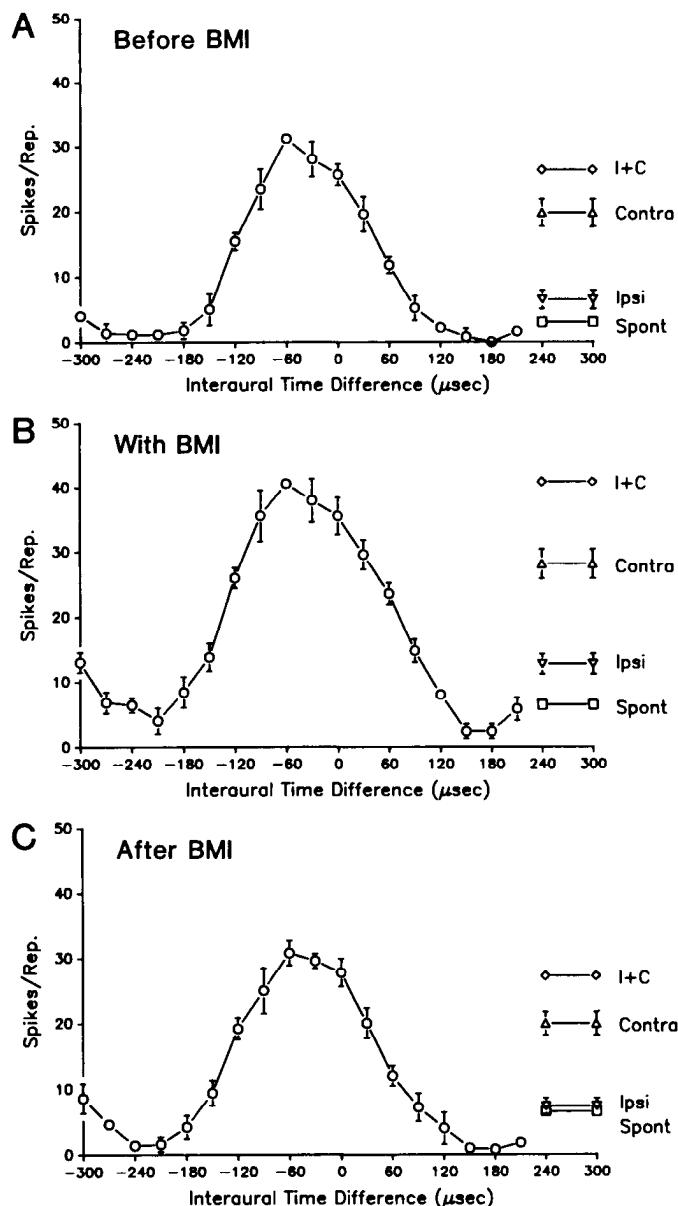 A
Before BMI
50
40
30
20
10
0
Spikes/Rep.
I+C
Contra
Ipsi
Spont
−300 −240 −180 −120 −60 0 60 120 180 240 300
Interaural Time Difference (μsec)
B
With BMI
50
40
30
20
10
0
Spikes/Rep.
I+C
Contra
Ipsi
Spont
−300 −240 −180 −120 −60 0 60 120 180 240 300
Interaural Time Difference (μsec)
C
After BMI
50
40
30
20
10
0
Spikes/Rep.
I+C
Contra
Ipsi
Spont
−300 −240 −180 −120 −60 0 60 120 180 240 300
Interaural Time Difference (μsec)